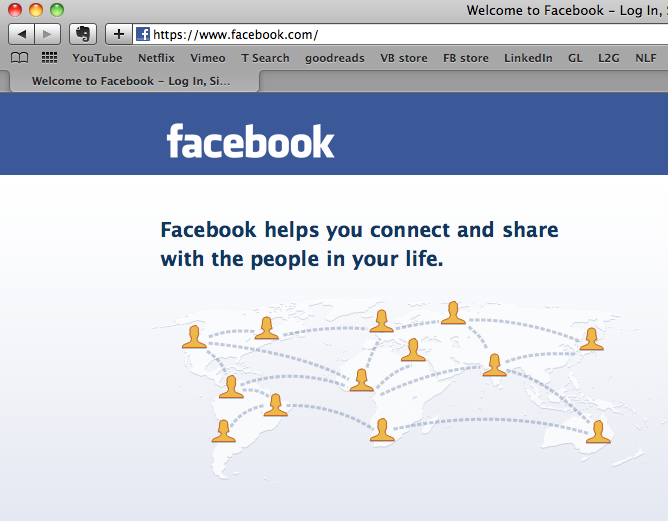 Welcome to Facebook – Log In, S
https://www.facebook.com/
YouTube Netflix Vimeo T Search goodreads VB store FB store LinkedIn GL L2G NLF
Welcome to Facebook – Log In, Si...
facebook
Facebook helps you connect and share
with the people in your life.